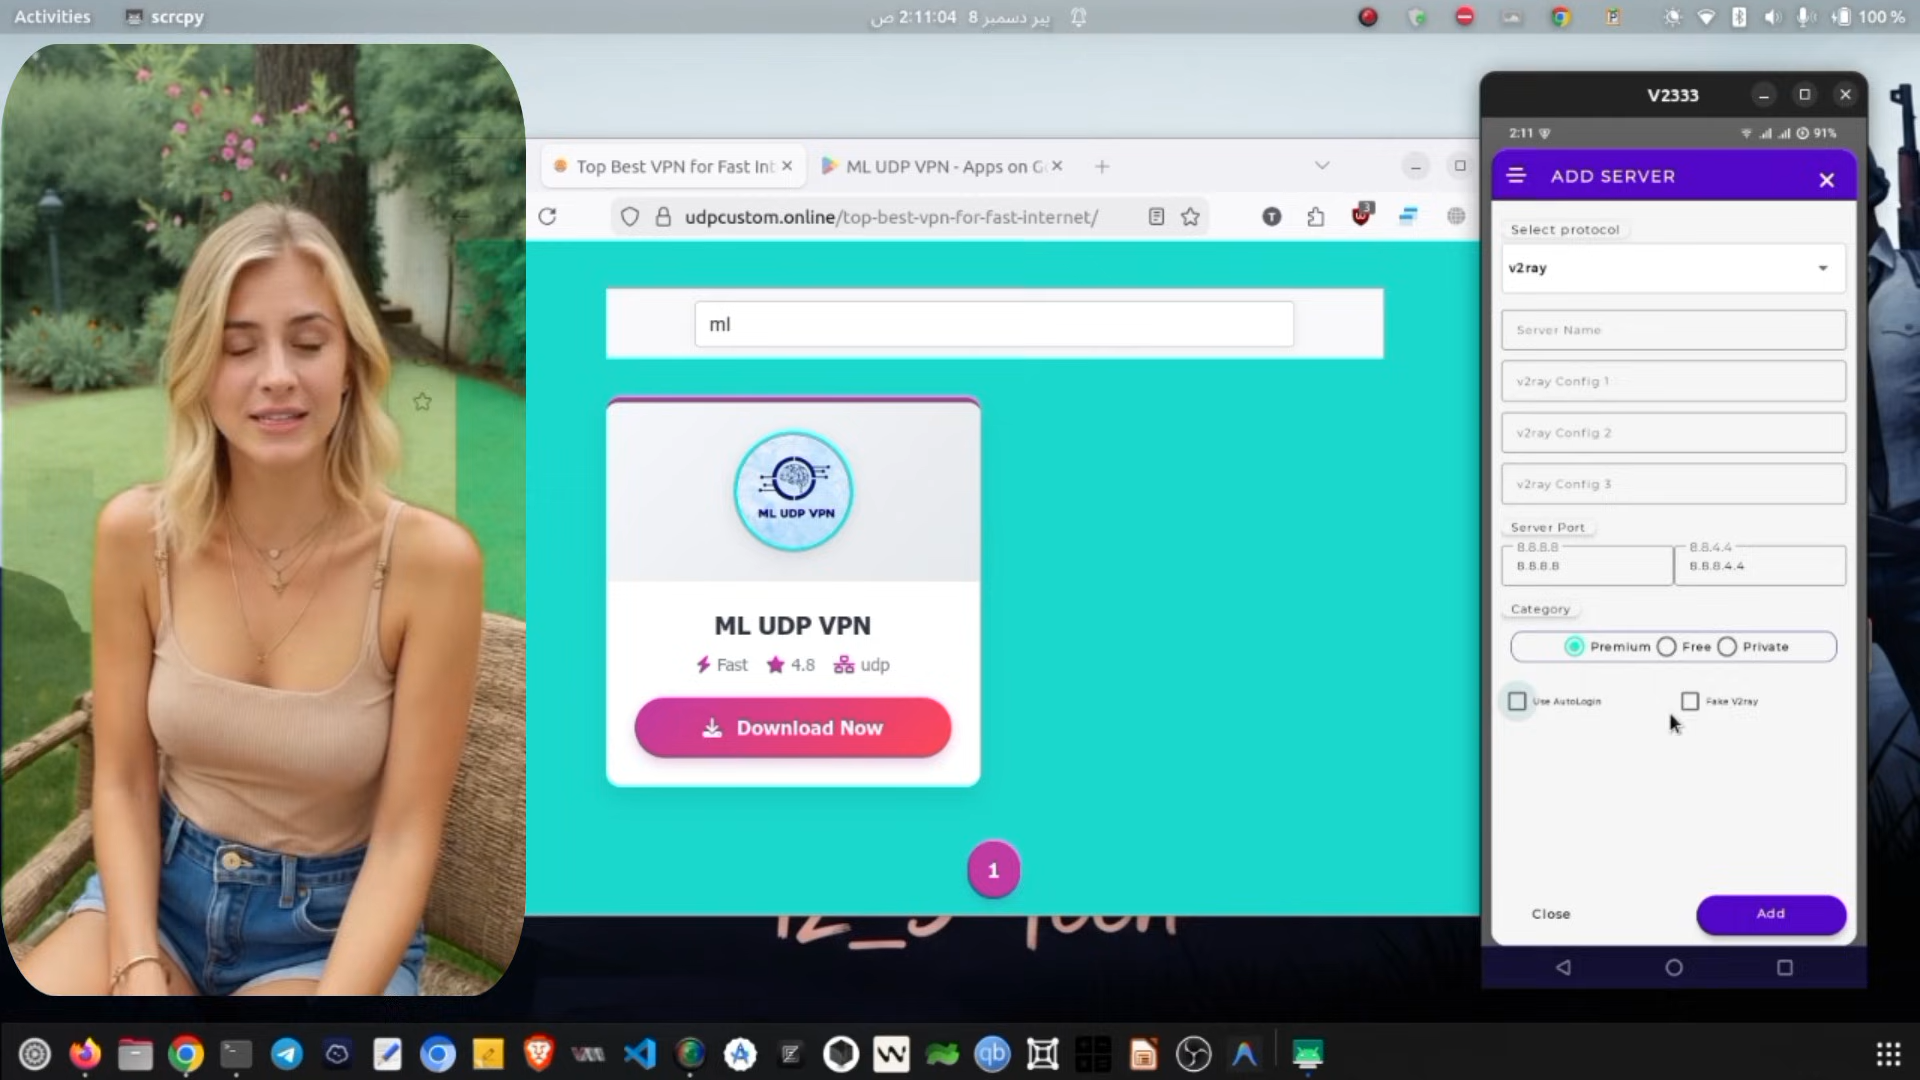 Activities
scrcpy
پیر دسمبر 8 2:11:04 ص
100 %
Top Best VPN for Fast Int
ML UDP VPN - Apps on G
udpcustom.online/top-best-vpn-for-fast-internet/
3
ml
ML UDP VPN
ML UDP VPN
Fast 4.8 udp
Download Now
1
V2333
2:11
91%
ADD SERVER
Select protocol
v2ray
Server Name
v2ray Config 1
v2ray Config 2
v2ray Config 3
Server Port
8.8.8.8 8.8.4.4
8.8.8.8 8.8.8.4.4
Category
Premium Free Private
Use AutoLogin Fake V2ray
Close Add